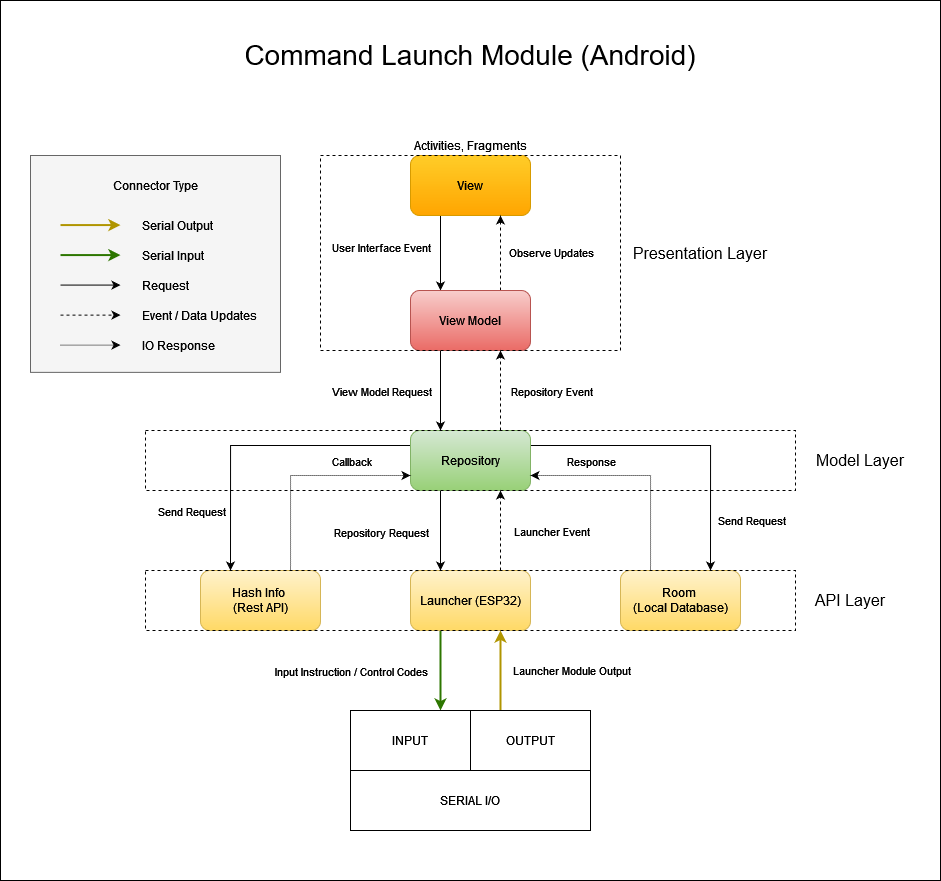 Command Launch Module (Android)
Activities, Fragments
Connector Type
Serial Output
Serial Input
Request
Event / Data Updates
IO Response
View
User Interface Event
Observe Updates
Presentation Layer
View Model
View Model Request
Repository Event
Repository
Callback
Response
Model Layer
Send Request
Repository Request
Launcher Event
Send Request
Hash Info
(Rest API)
Launcher (ESP32)
Room
(Local Database)
API Layer
Input Instruction / Control Codes
Launcher Module Output
INPUT
OUTPUT
SERIAL I/O